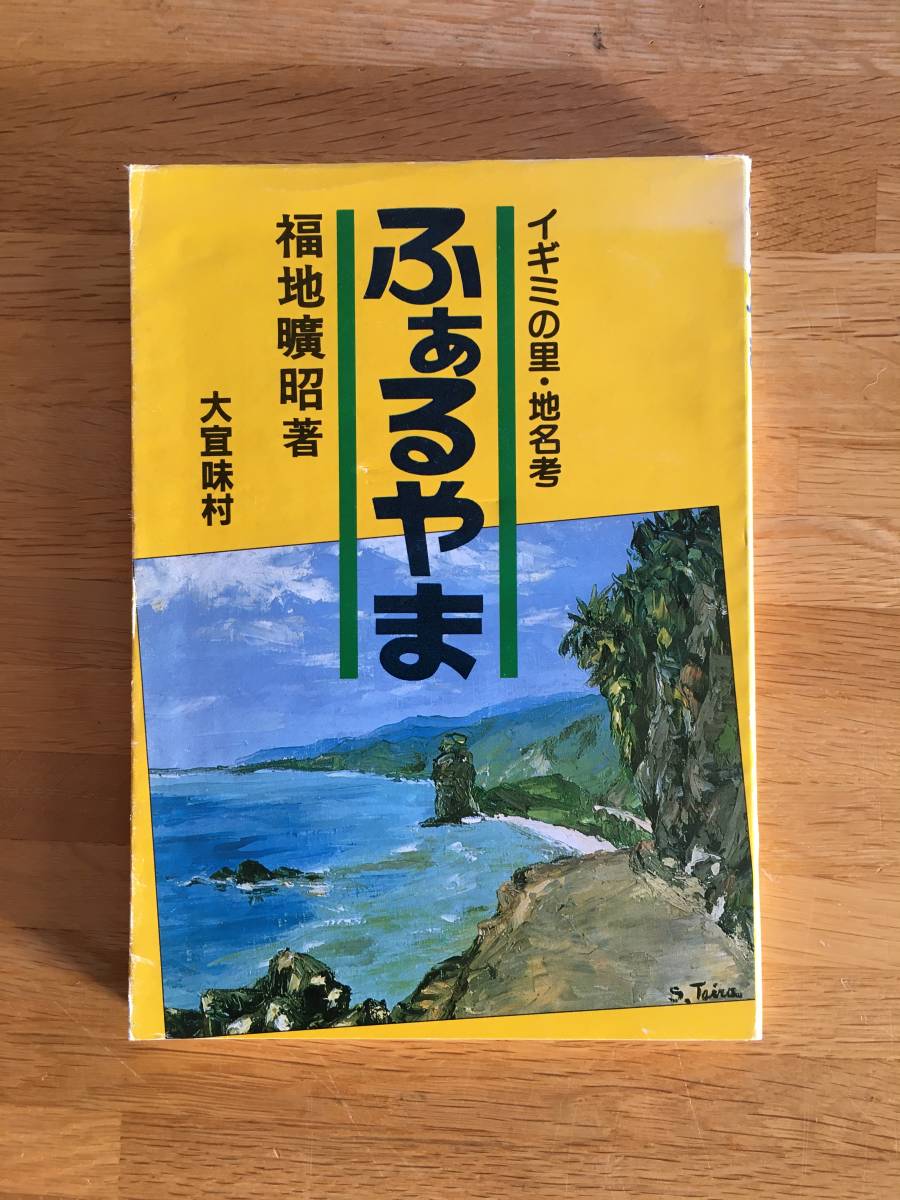 イギミの里・地名考
ふぁるやま
福地曠昭著
大宜味村
S. Taira